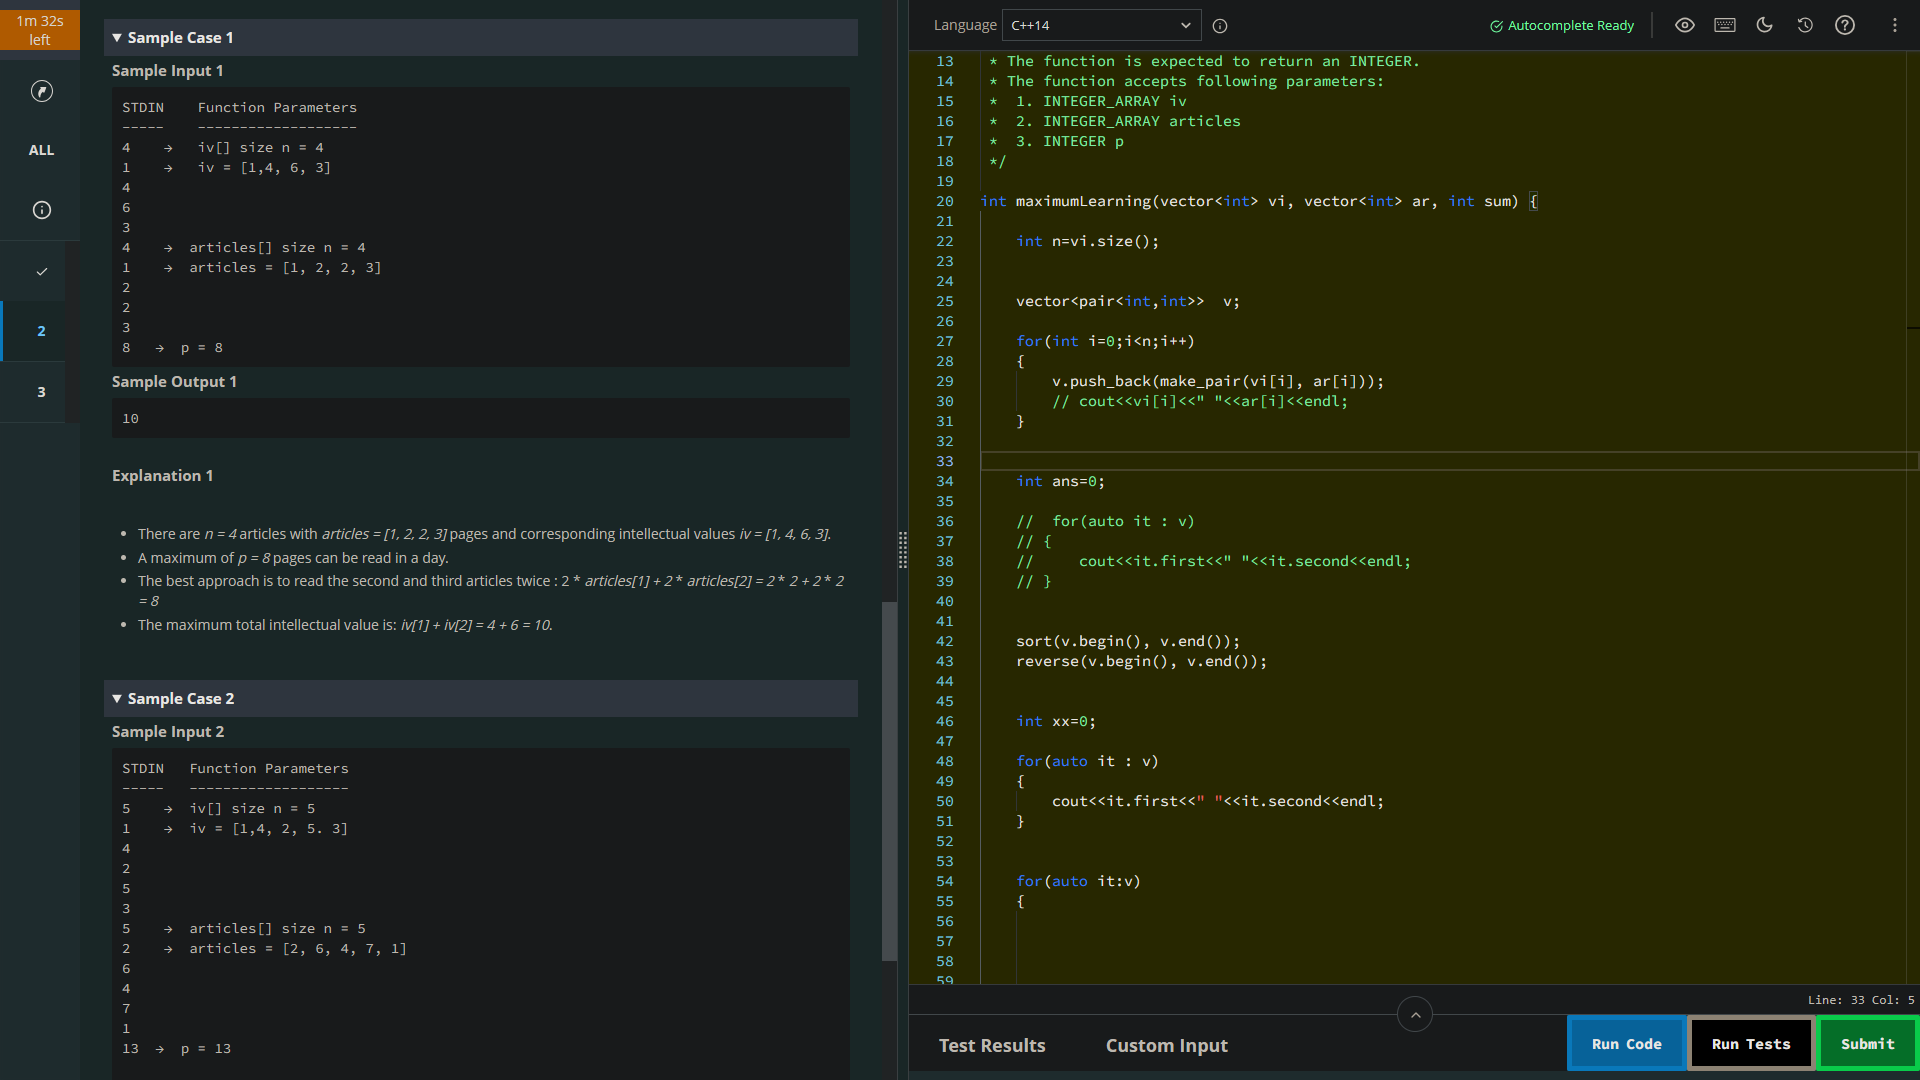 1m 32s
left
ALL
2
3
▼ Sample Case 1
Sample Input 1
STDIN    Function Parameters
-----    -------------------
4    →   iv[] size n = 4
1    →   iv = [1,4, 6, 3]
4
6
3
4    →  articles[] size n = 4
1    →  articles = [1, 2, 2, 3]
2
2
3
8   →  p = 8
Sample Output 1
10
Explanation 1
• There are n = 4 articles with articles = [1, 2, 2, 3] pages and corresponding intellectual values iv = [1, 4, 6, 3].
• A maximum of p = 8 pages can be read in a day.
• The best approach is to read the second and third articles twice : 2 * articles[1] + 2 * articles[2] = 2 * 2 + 2 * 2
= 8
• The maximum total intellectual value is: iv[1] + iv[2] = 4 + 6 = 10.
▼ Sample Case 2
Sample Input 2
STDIN   Function Parameters
-----   -------------------
5    →  iv[] size n = 5
1    →  iv = [1,4, 2, 5. 3]
4
2
5
3
5    →  articles[] size n = 5
2    →  articles = [2, 6, 4, 7, 1]
6
4
7
1
13  →  p = 13
Language C++14
Autocomplete Ready
13  * The function is expected to return an INTEGER.
14  * The function accepts following parameters:
15  *  1. INTEGER_ARRAY iv
16  *  2. INTEGER_ARRAY articles
17  *  3. INTEGER p
18  */
19
20 int maximumLearning(vector<int> vi, vector<int> ar, int sum) {
21
22     int n=vi.size();
23
24
25     vector<pair<int,int>>  v;
26
27     for(int i=0;i<n;i++)
28     {
29         v.push_back(make_pair(vi[i], ar[i]));
30         // cout<<vi[i]<<" "<<ar[i]<<endl;
31     }
32
33
34     int ans=0;
35
36     //  for(auto it : v)
37     // {
38     //     cout<<it.first<<" "<<it.second<<endl;
39     // }
40
41
42     sort(v.begin(), v.end());
43     reverse(v.begin(), v.end());
44
45
46     int xx=0;
47
48     for(auto it : v)
49     {
50         cout<<it.first<<" "<<it.second<<endl;
51     }
52
53
54     for(auto it:v)
55     {
56
57
58
59
Line: 33 Col: 5
Test Results
Custom Input
Run Code
Run Tests
Submit